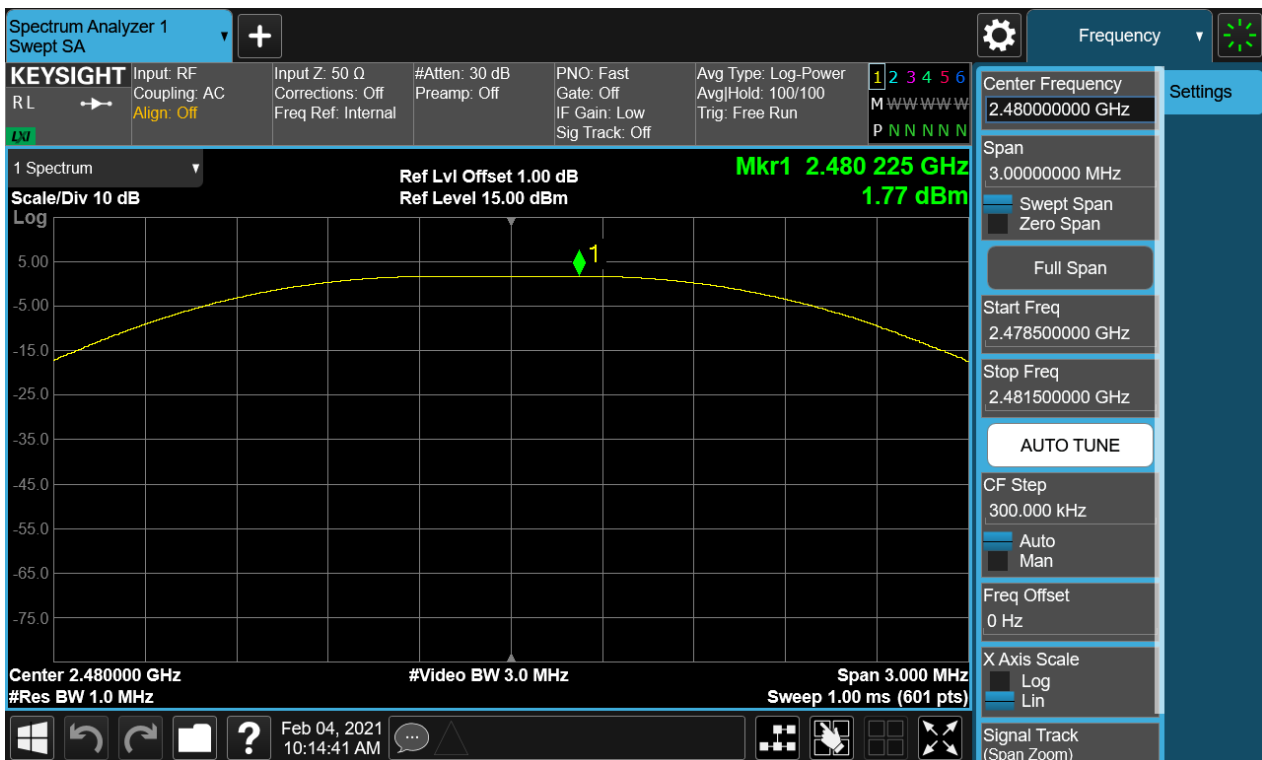 Spectrum Analyzer 1
Swept SA
+
Frequency
KEYSIGHT
R L
LXI
Input: RF
Coupling: AC
Align: Off
Input Z: 50 Ω
Corrections: Off
Freq Ref: Internal
#Atten: 30 dB
Preamp: Off
PNO: Fast
Gate: Off
IF Gain: Low
Sig Track: Off
Avg Type: Log-Power
Avg|Hold: 100/100
Trig: Free Run
1 2 3 4 5 6
M W W W W W
P N N N N N
Center Frequency
2.480000000 GHz
Settings
Span
3.00000000 MHz
Swept Span
Zero Span
Full Span
Start Freq
2.478500000 GHz
Stop Freq
2.481500000 GHz
AUTO TUNE
CF Step
300.000 kHz
Auto
Man
Freq Offset
0 Hz
X Axis Scale
Log
Lin
Signal Track
(Span Zoom)
1 Spectrum
Scale/Div 10 dB
Log
Ref Lvl Offset 1.00 dB
Ref Level 15.00 dBm
Mkr1 2.480 225 GHz
1.77 dBm
1
5.00
-5.00
-15.0
-25.0
-35.0
-45.0
-55.0
-65.0
-75.0
Center 2.480000 GHz
#Video BW 3.0 MHz
Span 3.000 MHz
#Res BW 1.0 MHz
Sweep 1.00 ms (601 pts)
?
Feb 04, 2021
10:14:41 AM